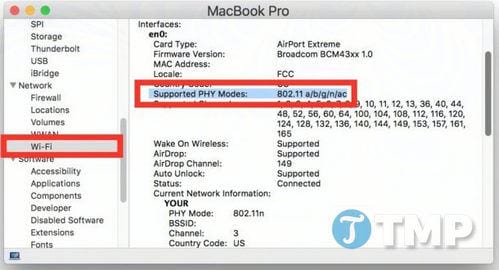 MacBook Pro
SPI
Storage
Thunderbolt
USB
iBridge
Network
Firewall
Locations
Volumes
WWAN
Wi-Fi
Software
Accessibility
Applications
Components
Developer
Disabled Software
Extensions
Fonts
Interfaces:
en0:
Card Type: AirPort Extreme
Firmware Version: Broadcom BCM43xx 1.0
MAC Address:
Locale: FCC
Country Code:
Supported PHY Modes: 802.11 a/b/g/n/ac
10, 11, 12, 13, 36, 40, 44,
48, 52, 56, 60, 64, 100, 104, 108, 112, 116,
120, 124, 128, 132, 136, 140, 144, 149, 153, 157, 161,
165
Wake On Wireless: Supported
AirDrop: Supported
AirDrop Channel: 149
Auto Unlock: Supported
Status: Connected
Current Network Information:
YOUR
PHY Mode: 802.11n
BSSID:
Channel: 3
Country Code: US
T TMP